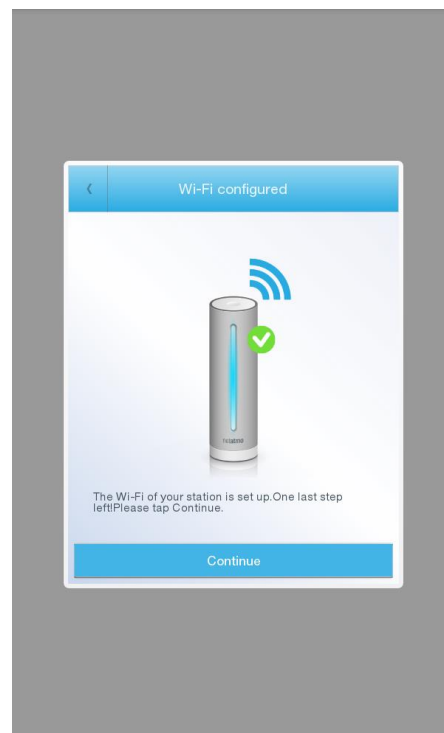 Wi-Fi configured
netatmo
The Wi-Fi of your station is set up.One last step
left!Please tap Continue.
Continue